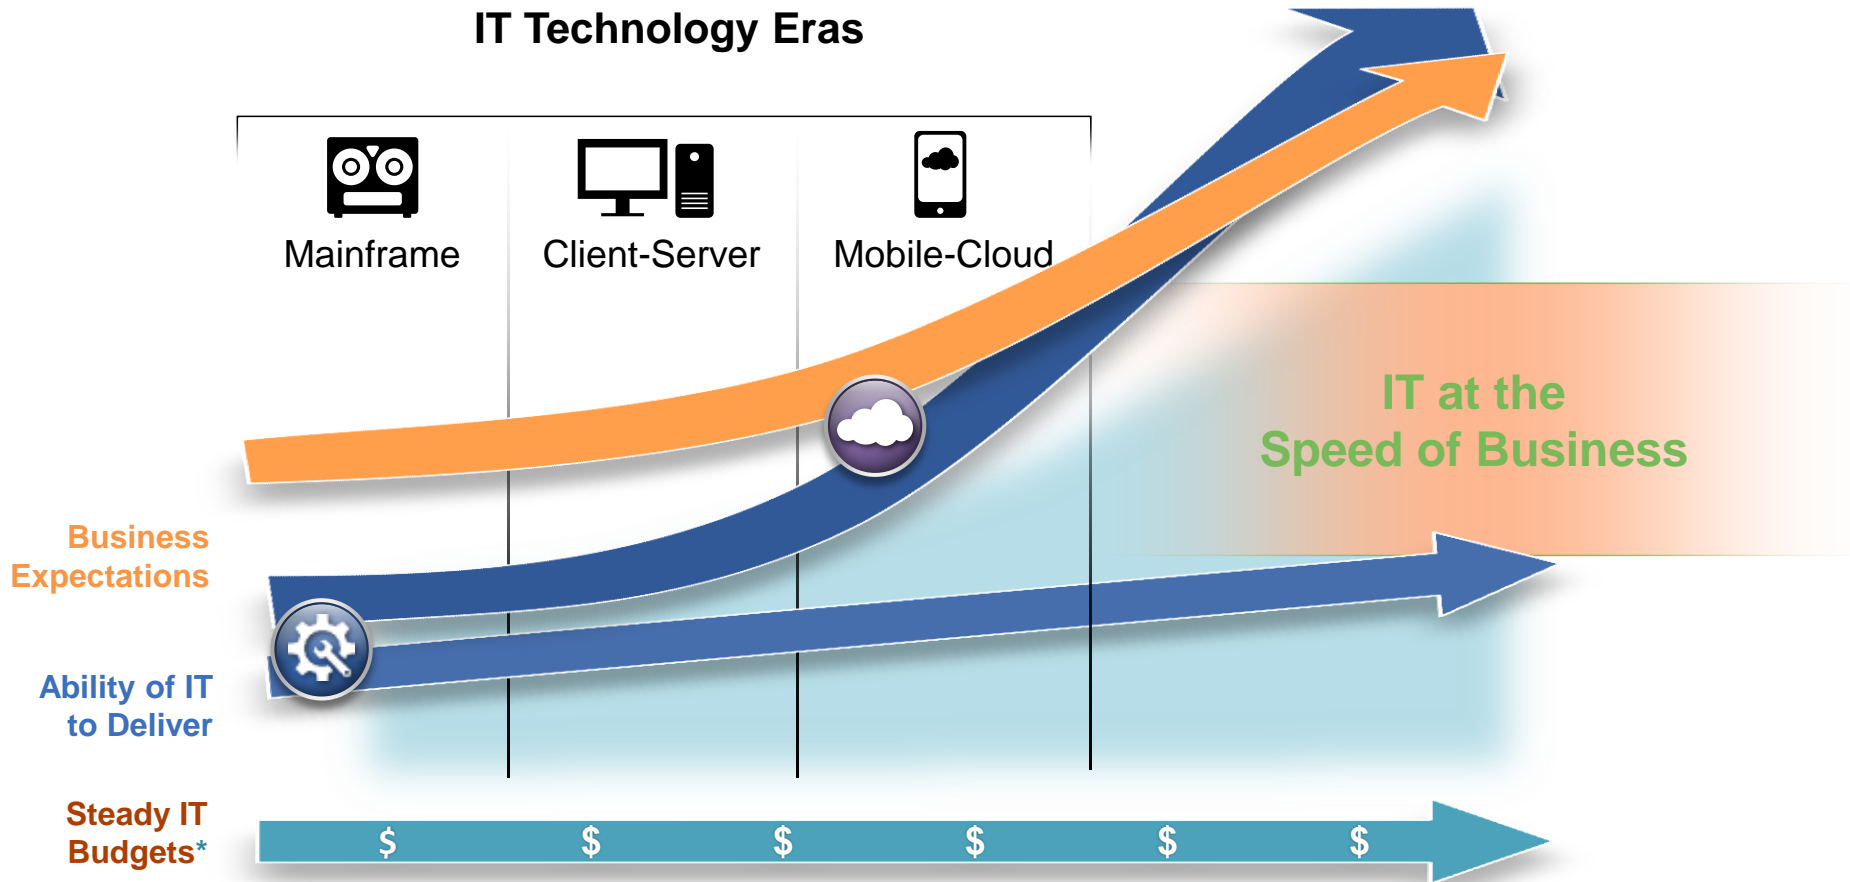 IT Technology Eras
Mainframe
Client-Server
Mobile-Cloud
IT at the
Speed of Business
Business
Expectations
Ability of IT
to Deliver
Steady IT
Budgets*
$ $ $ $ $ $